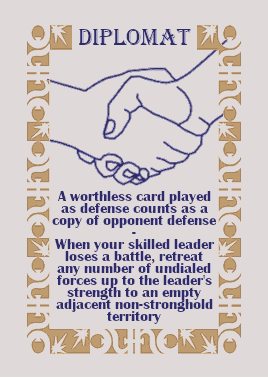 DIPLOMAT
A worthless card played
as defense counts as a
copy of opponent defense
-
When your skilled leader
loses a battle, retreat
any number of undialed
forces up to the leader's
strength to an empty
adjacent non-stronghold
territory
dune